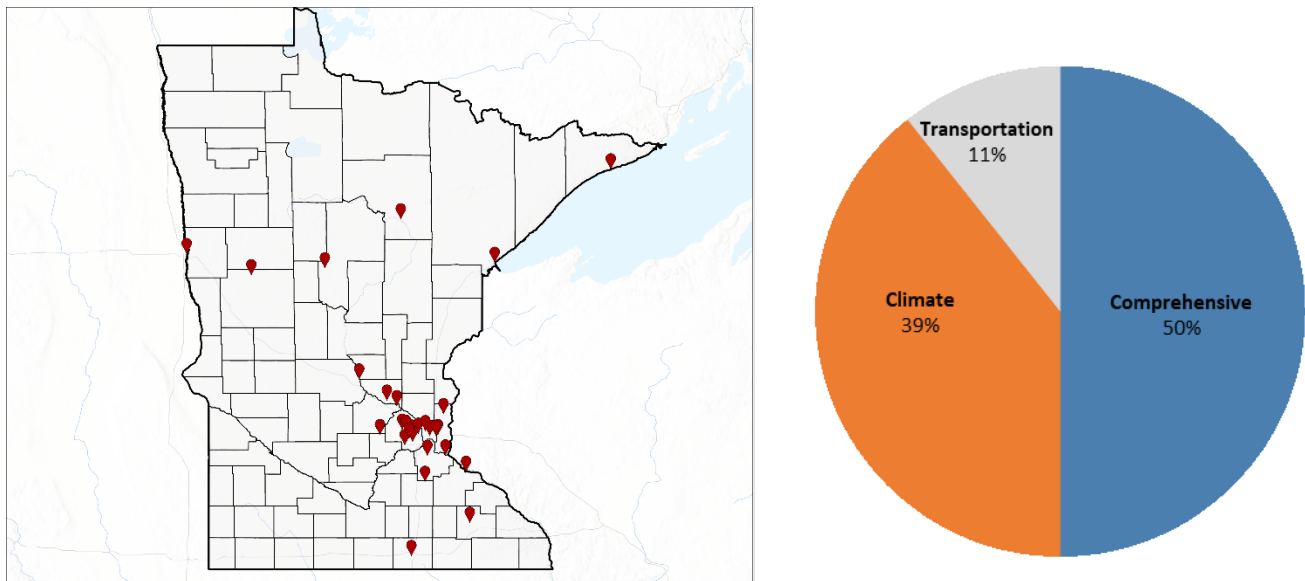 Transportation
11%
Climate
39%
Comprehensive
50%